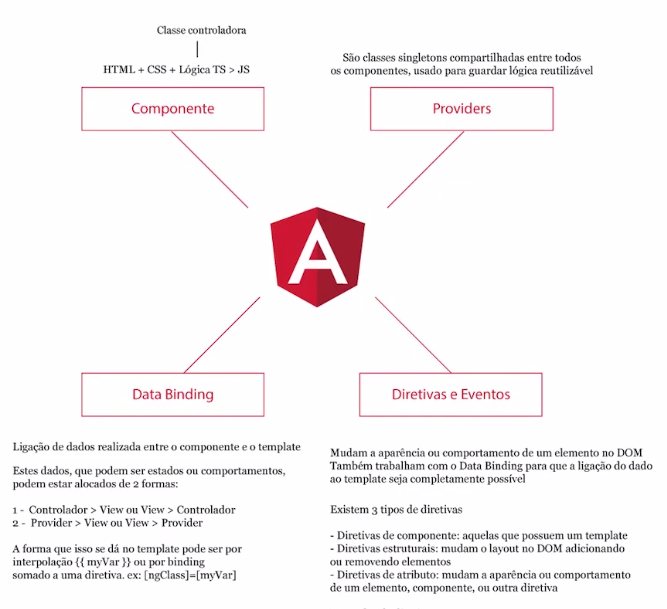 Classe controladora
HTML + CSS + Lógica TS > JS
Componente
São classes singletons compartilhadas entre todos
os componentes, usado para guardar lógica reutilizável
Providers
A
Data Binding
Ligação de dados realizada entre o componente e o template
Estes dados, que podem ser estados ou comportamentos,
podem estar alocados de 2 formas:
1 - Controlador > View ou View > Controlador
2 - Provider > View ou View > Provider
A forma que isso se dá no template pode ser por
interpolação {{ myVar }} ou por binding
somado a uma diretiva. ex: [ngClass]=[myVar]
Diretivas e Eventos
Mudam a aparência ou comportamento de um elemento no DOM
Também trabalham com o Data Binding para que a ligação do dado
ao template seja completamente possível
Existem 3 tipos de diretivas
- Diretivas de componente: aquelas que possuem um template
- Diretivas estruturais: mudam o layout no DOM adicionando
ou removendo elementos
- Diretivas de atributo: mudam a aparência ou comportamento
de um elemento, componente, ou outra diretiva